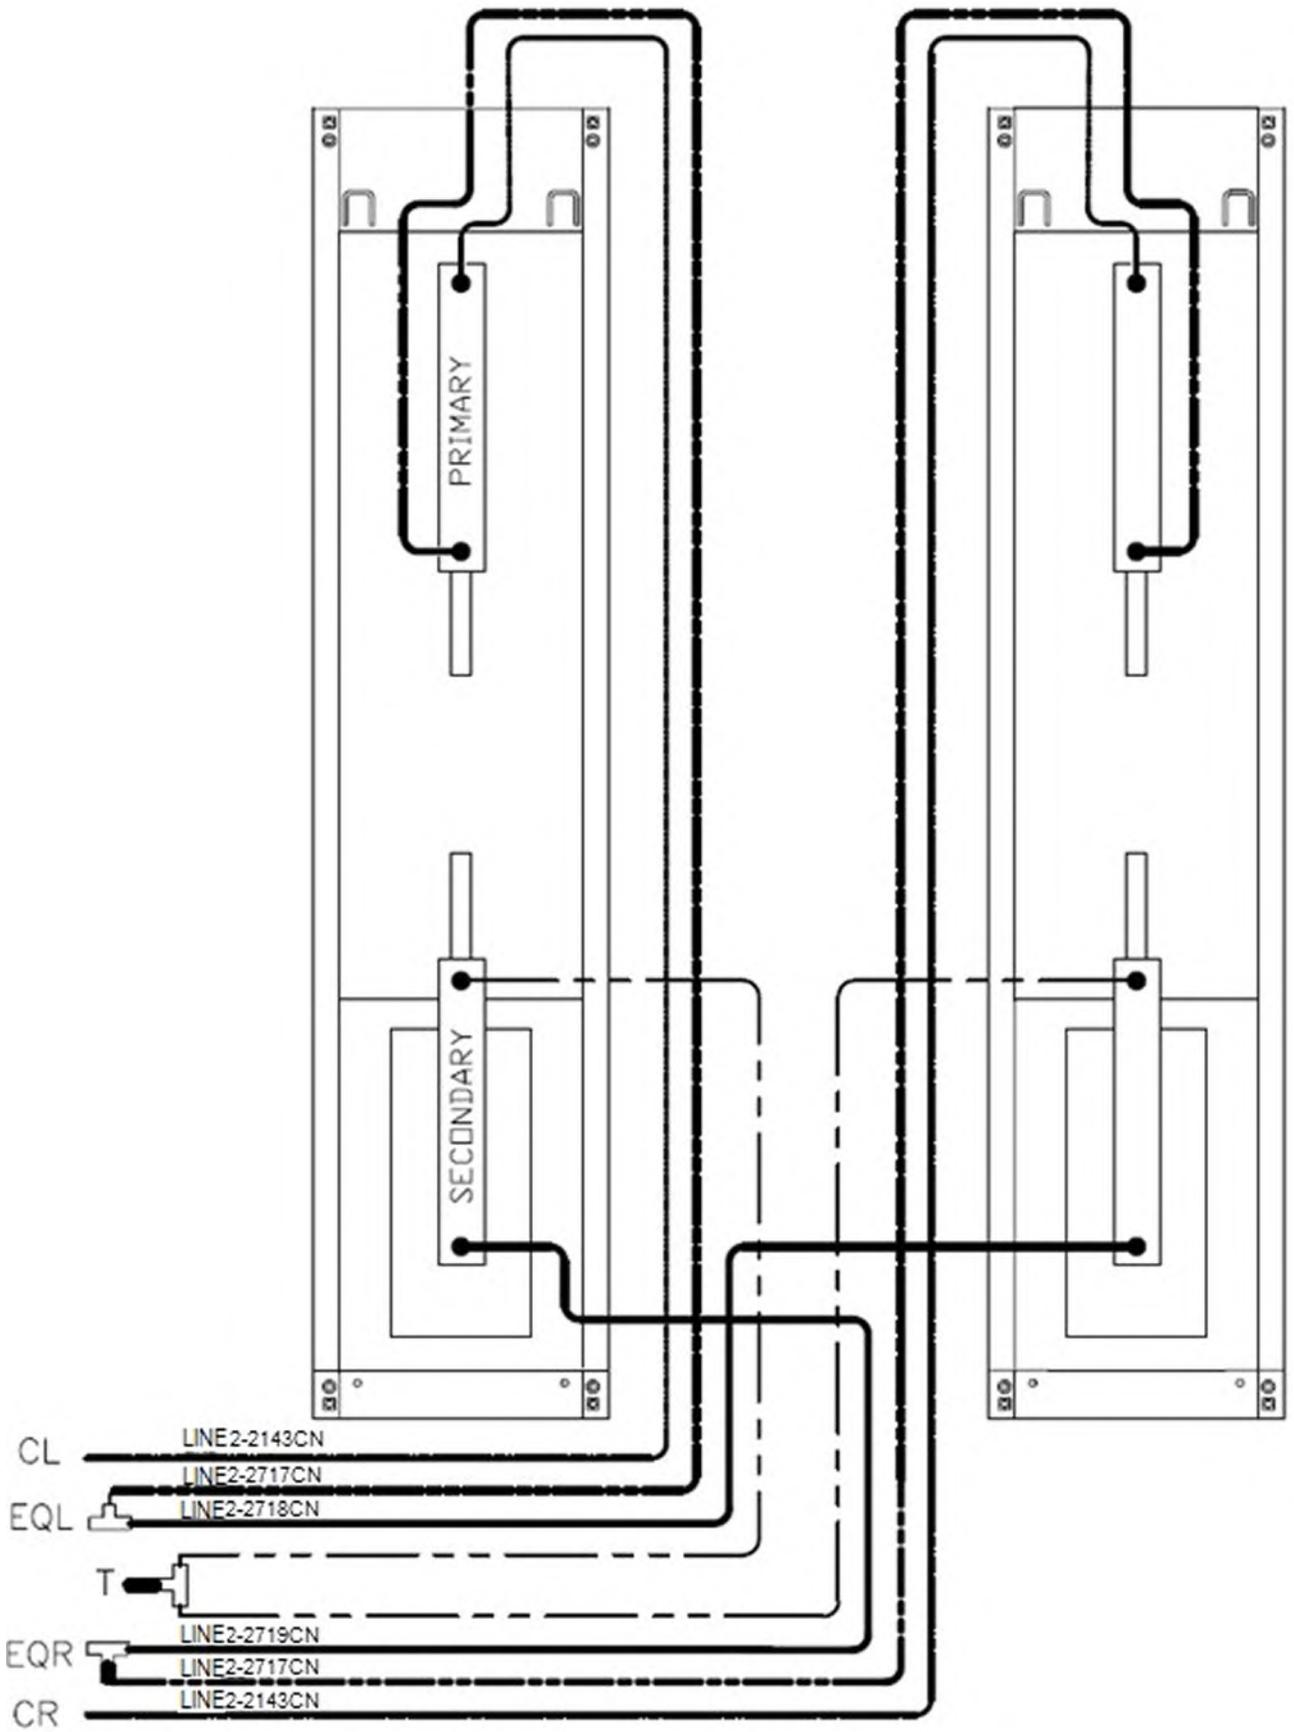 PRIMARY
SECONDARY
CL LINE2-2143CN
LINE2-2717CN
EQL LINE2-2718CN
T
LINE2-2719CN
EQR LINE2-2717CN
CR LINE2-2143CN